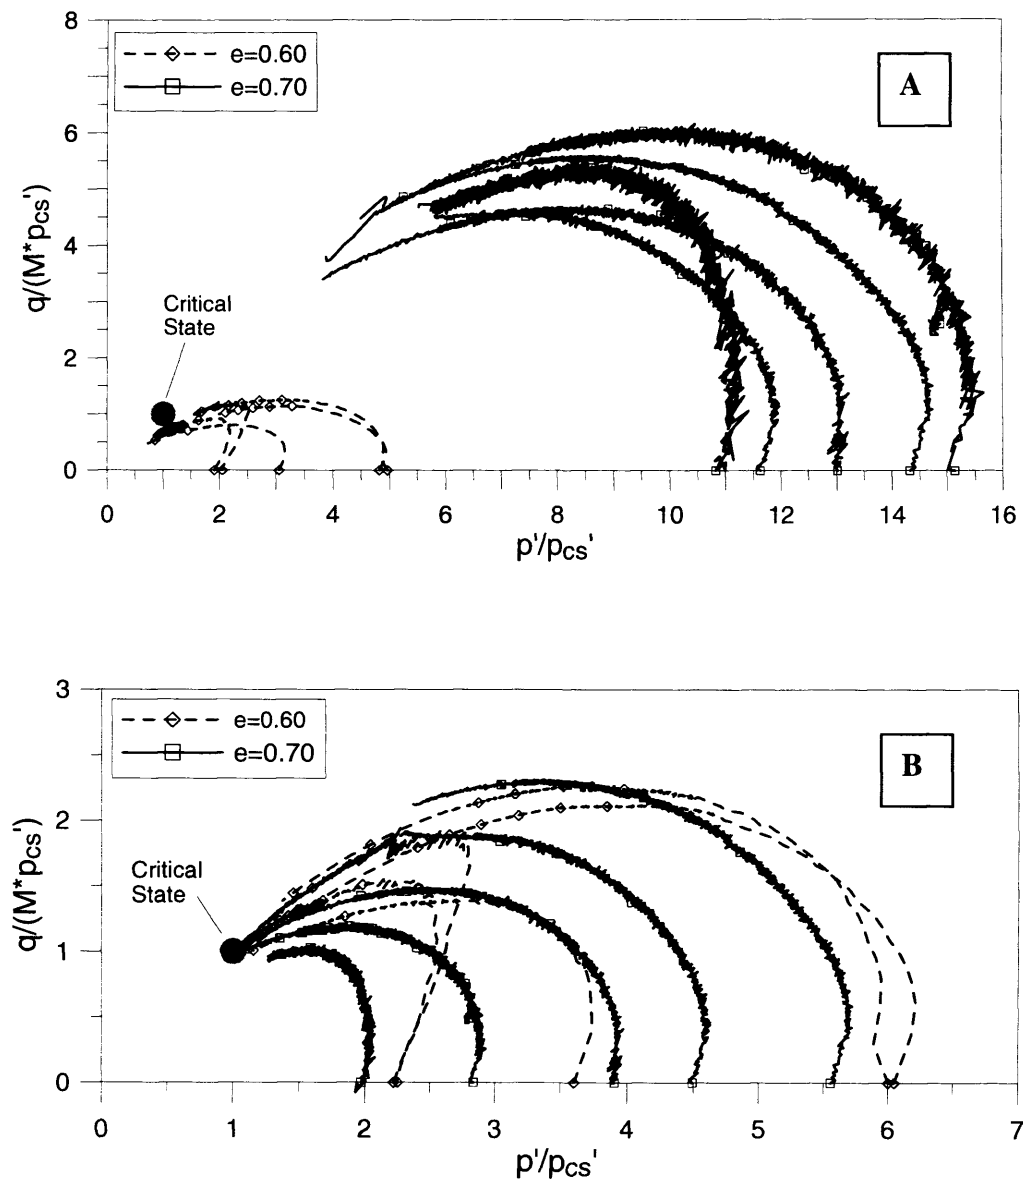 8
6
4
2
0
q/(M*pcs')
e=0.60
e=0.70
A
Critical
State
0 2 4 6 8 10 12 14 16
p'/pcs'
3
2
1
0
q/(M*pcs')
e=0.60
e=0.70
B
Critical
State
0 1 2 3 4 5 6 7
p'/pcs'